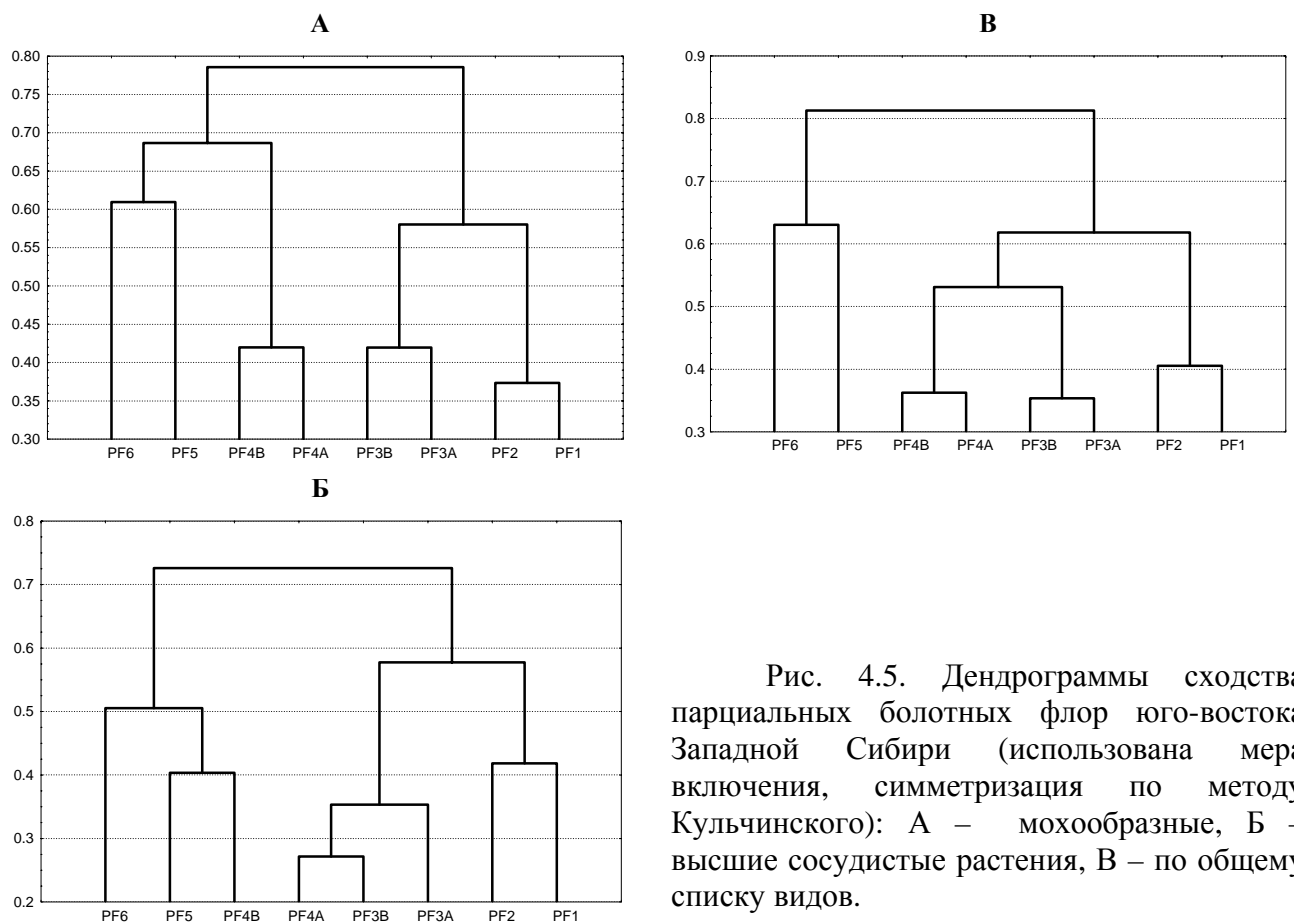 А
0.80
0.75
0.70
0.65
0.60
0.55
0.50
0.45
0.40
0.35
0.30
PF6 PF5 PF4B PF4A PF3B PF3A PF2 PF1
В
0.9
0.8
0.7
0.6
0.5
0.4
0.3
PF6 PF5 PF4B PF4A PF3B PF3A PF2 PF1
Б
0.8
0.7
0.6
0.5
0.4
0.3
0.2
PF6 PF5 PF4B PF4A PF3B PF3A PF2 PF1
Рис. 4.5. Дендрограммы сходства
парциальных болотных флор юго-востока
Западной Сибири (использована мера
включения, симметризация по методу
Кульчинского): А – мохообразные, Б –
высшие сосудистые растения, В – по общему
списку видов.